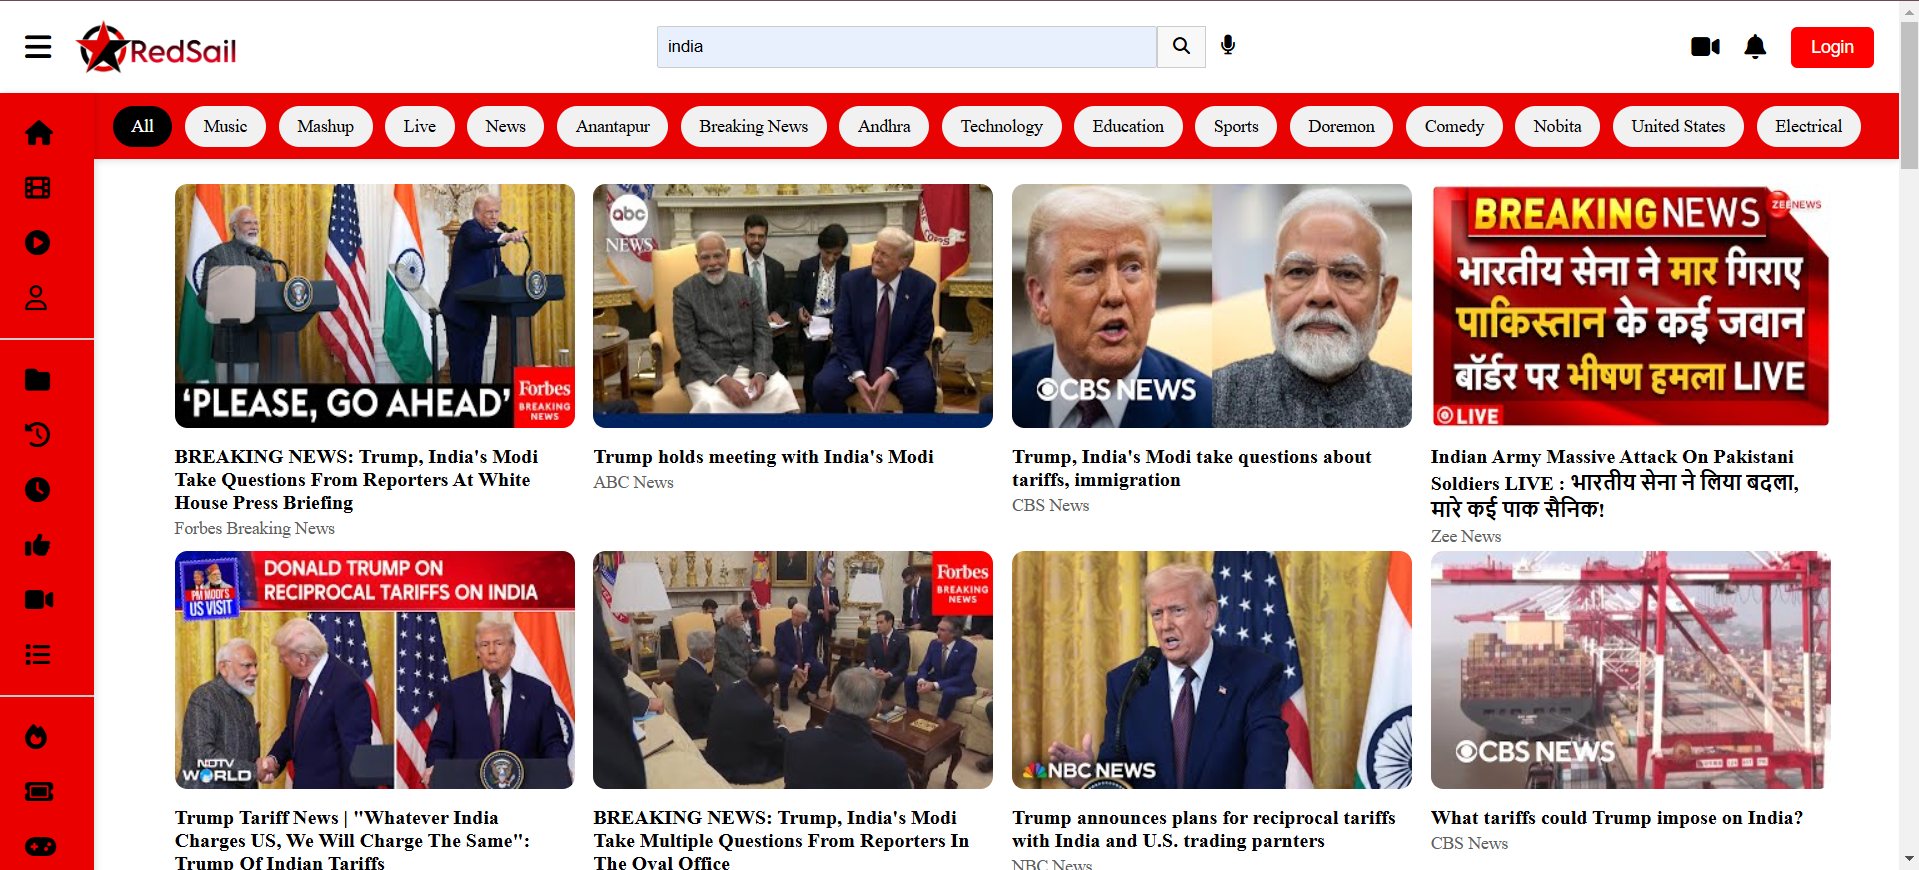 RedSail
india
Login
All
Music
Mashup
Live
News
Anantapur
Breaking News
Andhra
Technology
Education
Sports
Doremon
Comedy
Nobita
United States
Electrical
'PLEASE, GO AHEAD'
Forbes
BREAKING
NEWS
abc
NEWS
CBS NEWS
BREAKING NEWS
ZEE NEWS
भारतीय सेना ने मार गिराए
पाकिस्तान के कई जवान
बॉर्डर पर भीषण हमला LIVE
LIVE
BREAKING NEWS: Trump, India's Modi
Take Questions From Reporters At White
House Press Briefing
Forbes Breaking News
Trump holds meeting with India's Modi
ABC News
Trump, India's Modi take questions about
tariffs, immigration
CBS News
Indian Army Massive Attack On Pakistani
Soldiers LIVE : भारतीय सेना ने लिया बदला,
मारे कई पाक सैनिक!
Zee News
PM MODI'S
US VISIT
DONALD TRUMP ON
RECIPROCAL TARIFFS ON INDIA
NDTV
WORLD
Forbes
BREAKING
NEWS
NBC NEWS
CBS NEWS
Trump Tariff News | "Whatever India
Charges US, We Will Charge The Same":
Trump Of Indian Tariffs
BREAKING NEWS: Trump, India's Modi
Take Multiple Questions From Reporters In
The Oval Office
Trump announces plans for reciprocal tariffs
with India and U.S. trading parnters
NBC News
What tariffs could Trump impose on India?
CBS News